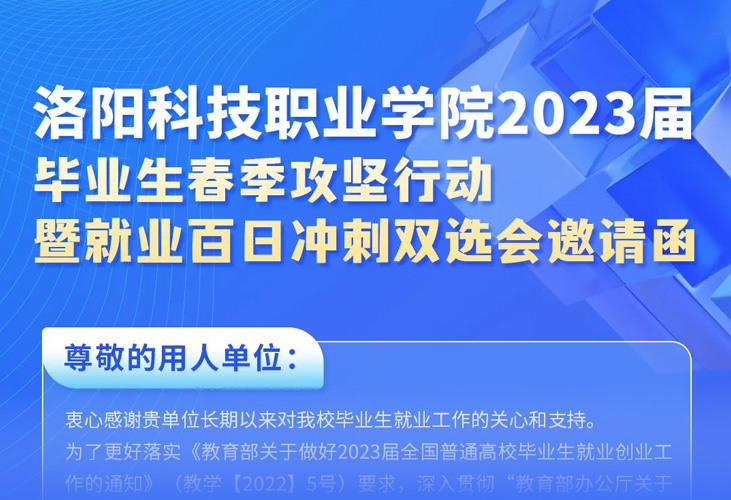 洛阳科技职业学院2023届
毕业生春季攻坚行动
暨就业百日冲刺双选会邀请函
尊敬的用人单位：
衷心感谢贵单位长期以来对我校毕业生就业工作的关心和支持。
为了更好落实《教育部关于做好2023届全国普通高校毕业生就业创业工
作的通知》（教学【2022】5号）要求，深入贯彻“教育部办公厅关于